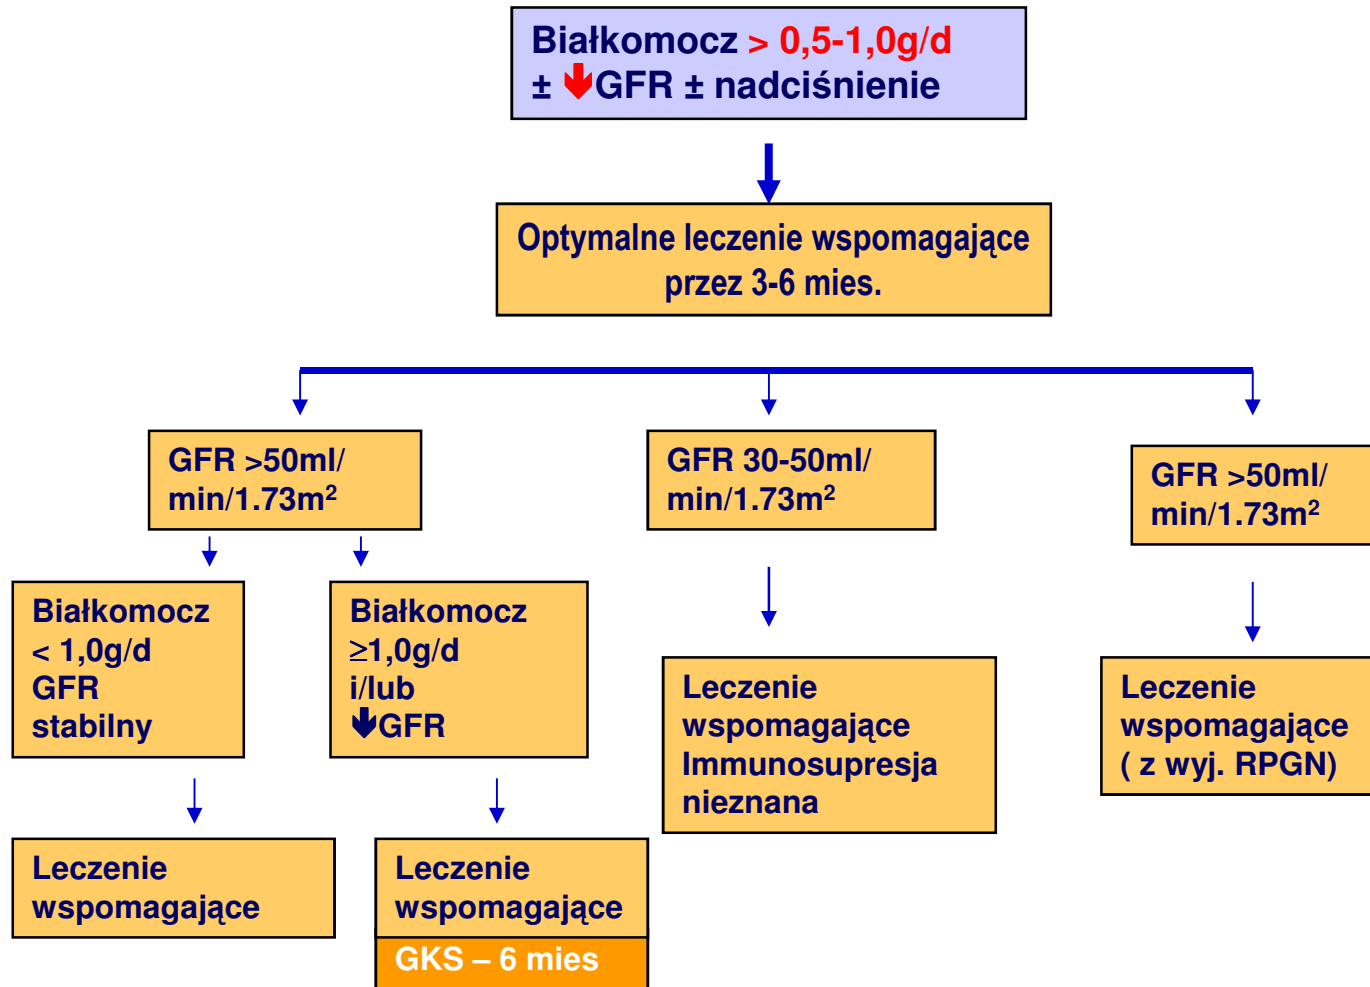 Białkomocz > 0,5-1,0g/d
± 🡻GFR ± nadciśnienie
Optymalne leczenie wspomagające
przez 3-6 mies.
GFR >50ml/
min/1.73m²
GFR 30-50ml/
min/1.73m²
GFR >50ml/
min/1.73m²
Białkomocz
< 1,0g/d
GFR
stabilny
Białkomocz
≥1,0g/d
i/lub
🡻GFR
Leczenie
wspomagające
Immunosupresja
nieznana
Leczenie
wspomagające
( z wyj. RPGN)
Leczenie
wspomagające
Leczenie
wspomagające
GKS – 6 mies